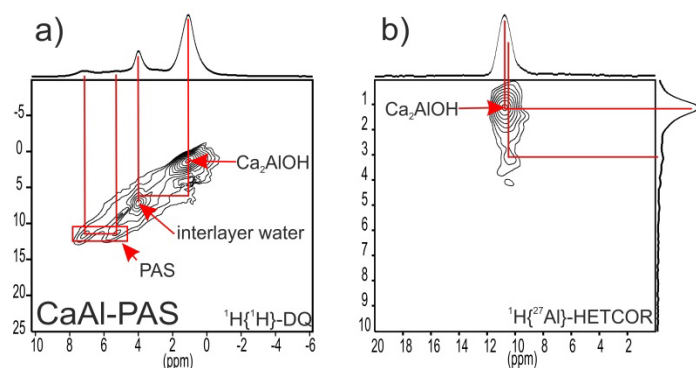 a)
-5
0
5
10
15
20
25
Ca₂AlOH
interlayer water
PAS
CaAl-PAS
¹H{¹H}-DQ
10 8 6 4 2 0 -2 -4 -6
(ppm)
b)
Ca₂AlOH
1
2
3
4
5
6
7
8
9
10
¹H{²⁷Al}-HETCOR
20 18 16 14 12 10 8 6 4 2
(ppm)